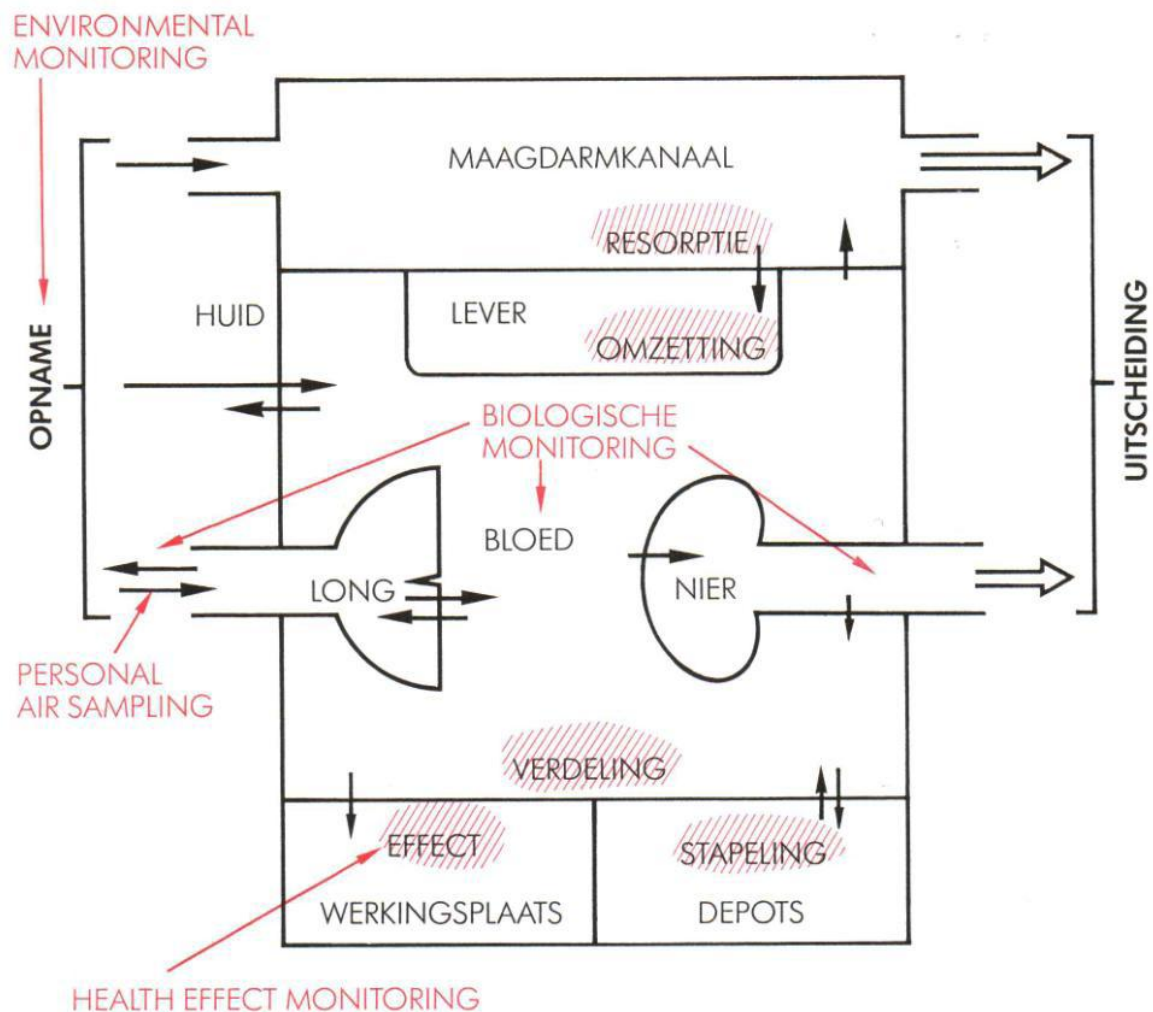 ENVIRONMENTAL
MONITORING
MAAGDARMKANAAL
RESORPTIE
HUID
LEVER
OMZETTING
OPNAME
UITSCHEIDING
BIOLOGISCHE
MONITORING
BLOED
LONG
NIER
PERSONAL
AIR SAMPLING
VERDELING
EFFECT
STAPELING
WERKINGSPLAATS
DEPOTS
HEALTH EFFECT MONITORING